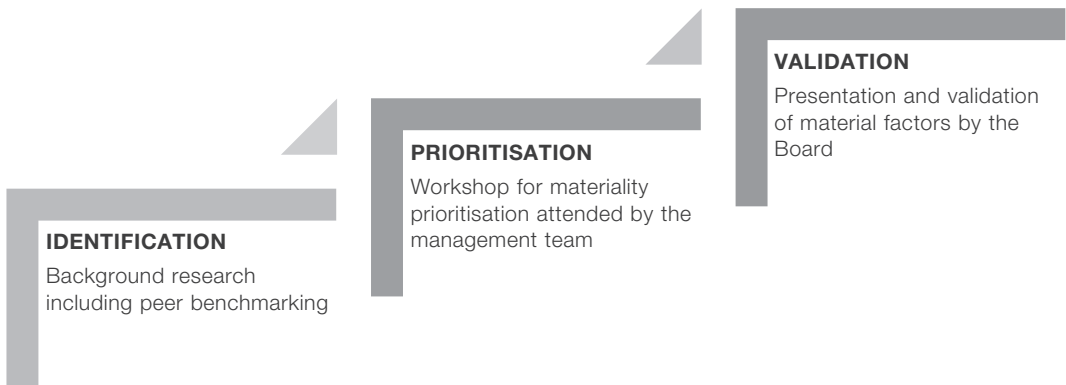 IDENTIFICATION
Background research
including peer benchmarking
PRIORITISATION
Workshop for materiality
prioritisation attended by the
management team
VALIDATION
Presentation and validation
of material factors by the
Board